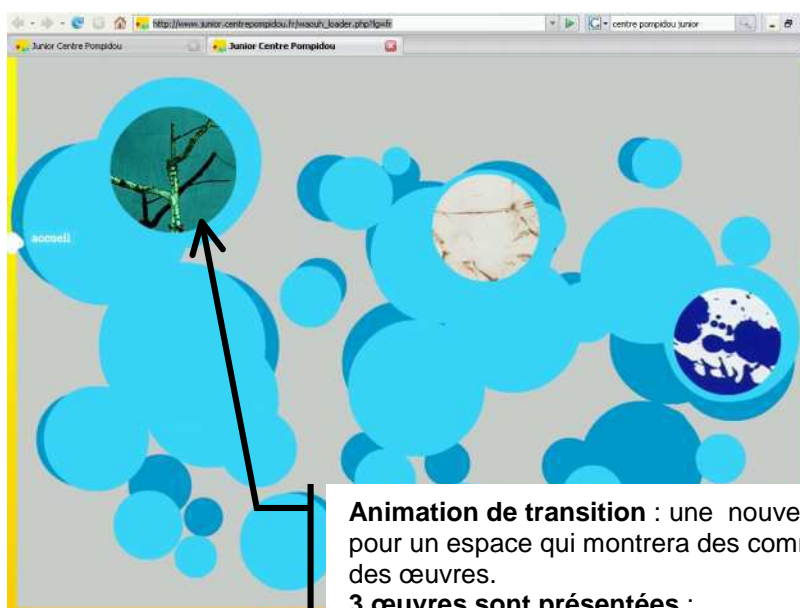 http://www.junior.centrepompidou.fr/waouh_loader.php?lg=fr
centre pompidou junior
Junior Centre Pompidou
Junior Centre Pompidou
accueil
Animation de transition : une nouve
pour un espace qui montrera des com
des œuvres.
3 œuvres sont présentées :